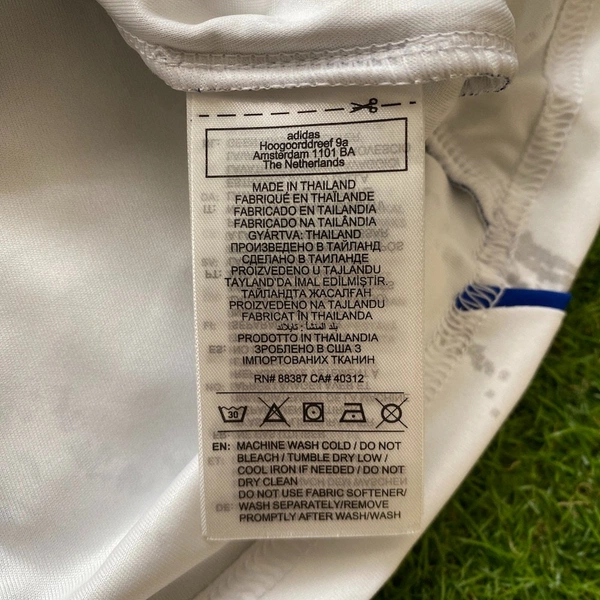 adidas
Hoogoorddreef 9a
Amsterdam 1101 BA
The Netherlands
MADE IN THAILAND
FABRIQUÉ EN THAÏLANDE
FABRICADO EN TAILANDIA
FABRICADO NA TAILÂNDIA
GYÁRTVA: THAILAND
ПРОИЗВЕДЕНО В ТАЙЛАНД
СДЕЛАНО В ТАИЛАНДЕ
PROIZVEDENO U TAJLANDU
TAYLAND'DA İMAL EDİLMİŞTİR.
ТАЙЛАНДТА ЖАСАЛҒАН
PROIZVEDENO NA TAJLANDU
FABRICAT ÎN THAILANDA
بلد المنشأ: تايلاند
PRODOTTO IN THAILANDIA
ЗРОБЛЕНО В США З
ІМПОРТОВАНИХ ТКАНИН
RN# 88387 CA# 40312
30
EN: MACHINE WASH COLD / DO NOT
BLEACH / TUMBLE DRY LOW /
COOL IRON IF NEEDED / DO NOT
DRY CLEAN
DO NOT USE FABRIC SOFTENER/
WASH SEPARATELY/REMOVE
PROMPTLY AFTER WASH/WASH